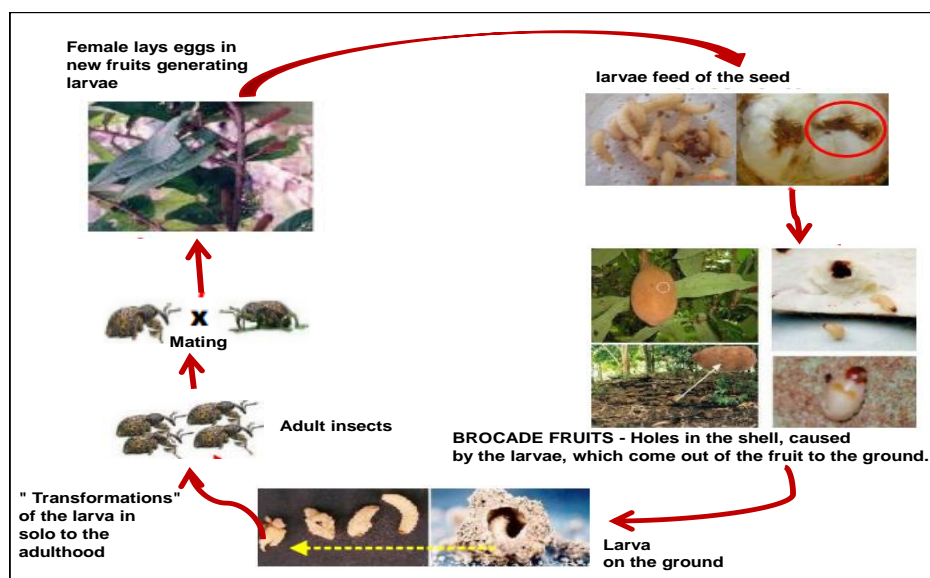 Female lays eggs in
new fruits generating
larvae
larvae feed of the seed
X
Mating
Adult insects
BROCADE FRUITS - Holes in the shell, caused
by the larvae, which come out of the fruit to the ground.
" Transformations"
of the larva in
solo to the
adulthood
Larva
on the ground